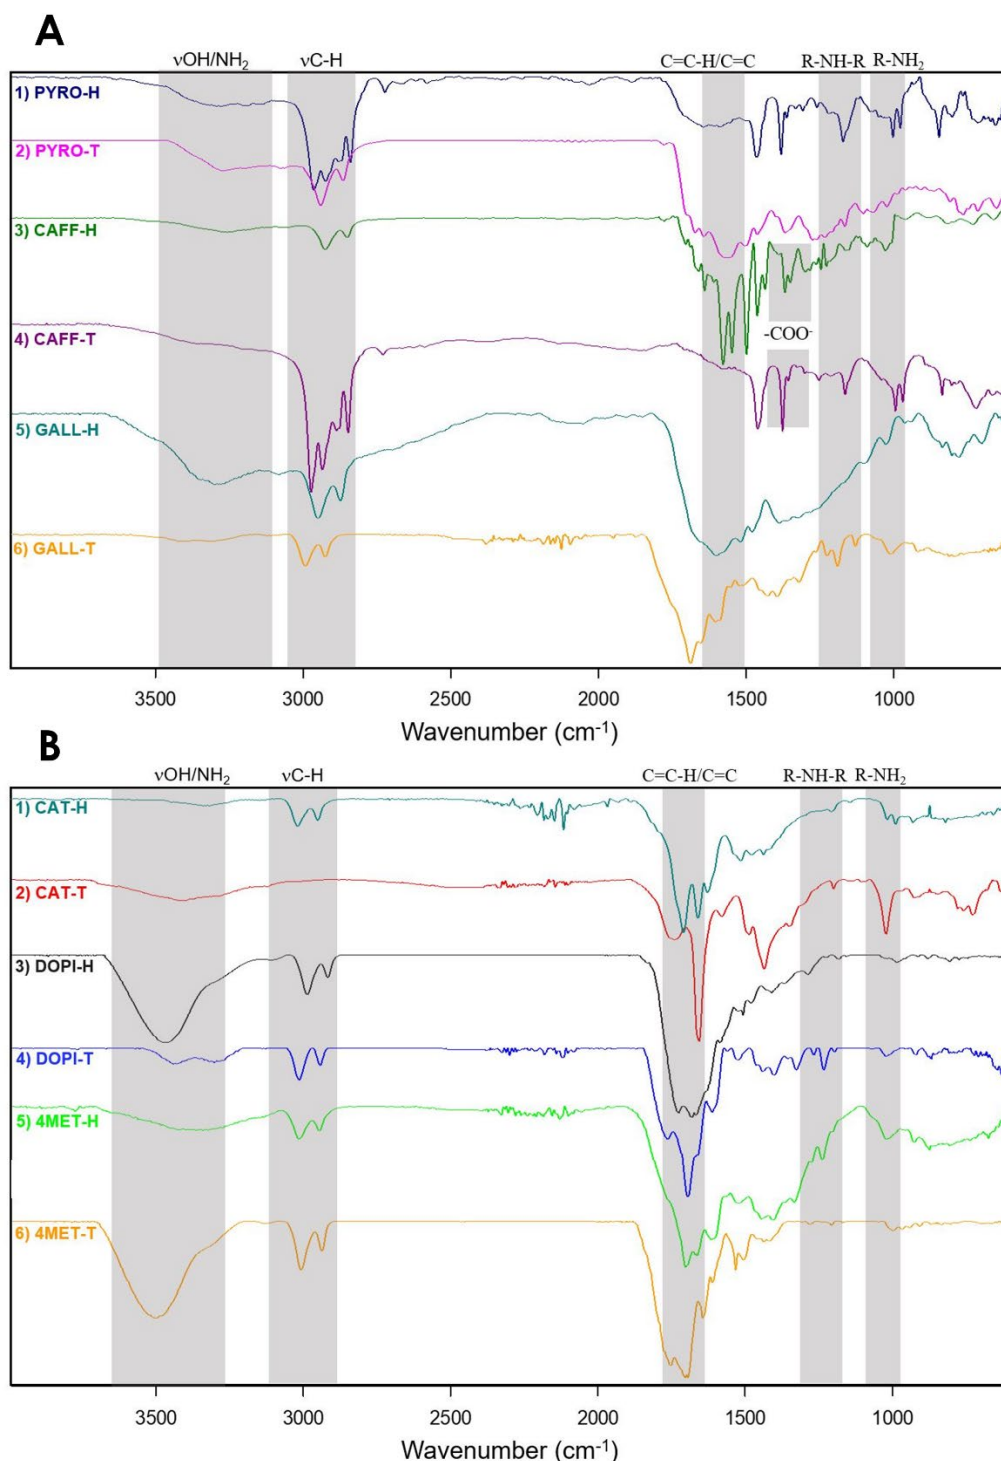 A
νOH/NH₂ νC-H C=C-H/C=C R-NH-R R-NH₂
1) PYRO-H
2) PYRO-T
3) CAFF-H
-COO⁻
4) CAFF-T
5) GALL-H
6) GALL-T
3500 3000 2500 2000 1500 1000
Wavenumber (cm⁻¹)
B
νOH/NH₂ νC-H C=C-H/C=C R-NH-R R-NH₂
1) CAT-H
2) CAT-T
3) DOPI-H
4) DOPI-T
5) 4MET-H
6) 4MET-T
3500 3000 2500 2000 1500 1000
Wavenumber (cm⁻¹)